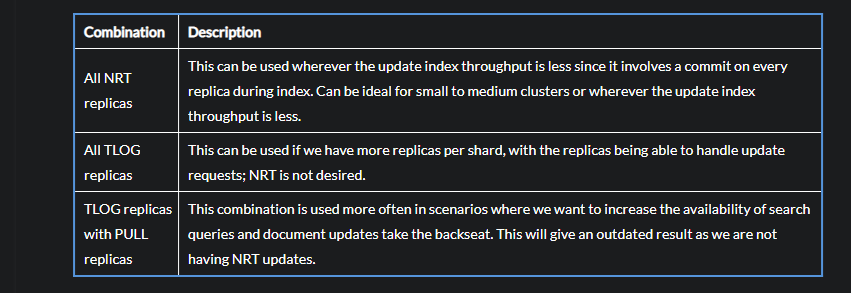 Combination Description
All NRT replicas
This can be used wherever the update index throughput is less since it involves a commit on every
replica during index. Can be ideal for small to medium clusters or wherever the update index
throughput is less.
All TLOG replicas
This can be used if we have more replicas per shard, with the replicas being able to handle update
requests; NRT is not desired.
TLOG replicas with PULL replicas
This combination is used more often in scenarios where we want to increase the availability of search
queries and document updates take the backseat. This will give an outdated result as we are not
having NRT updates.